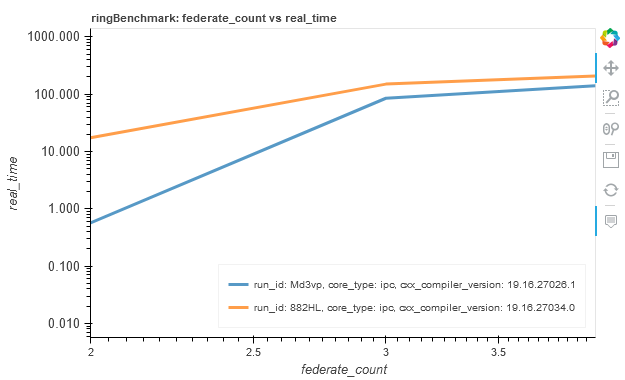 ringBenchmark: federate_count vs real_time
1000.000
100.000
10.000
1.000
0.100
0.010
real_time
run_id: Md3vp, core_type: ipc, cxx_compiler_version: 19.16.27026.1
run_id: 882HL, core_type: ipc, cxx_compiler_version: 19.16.27034.0
2
2.5
3
3.5
federate_count